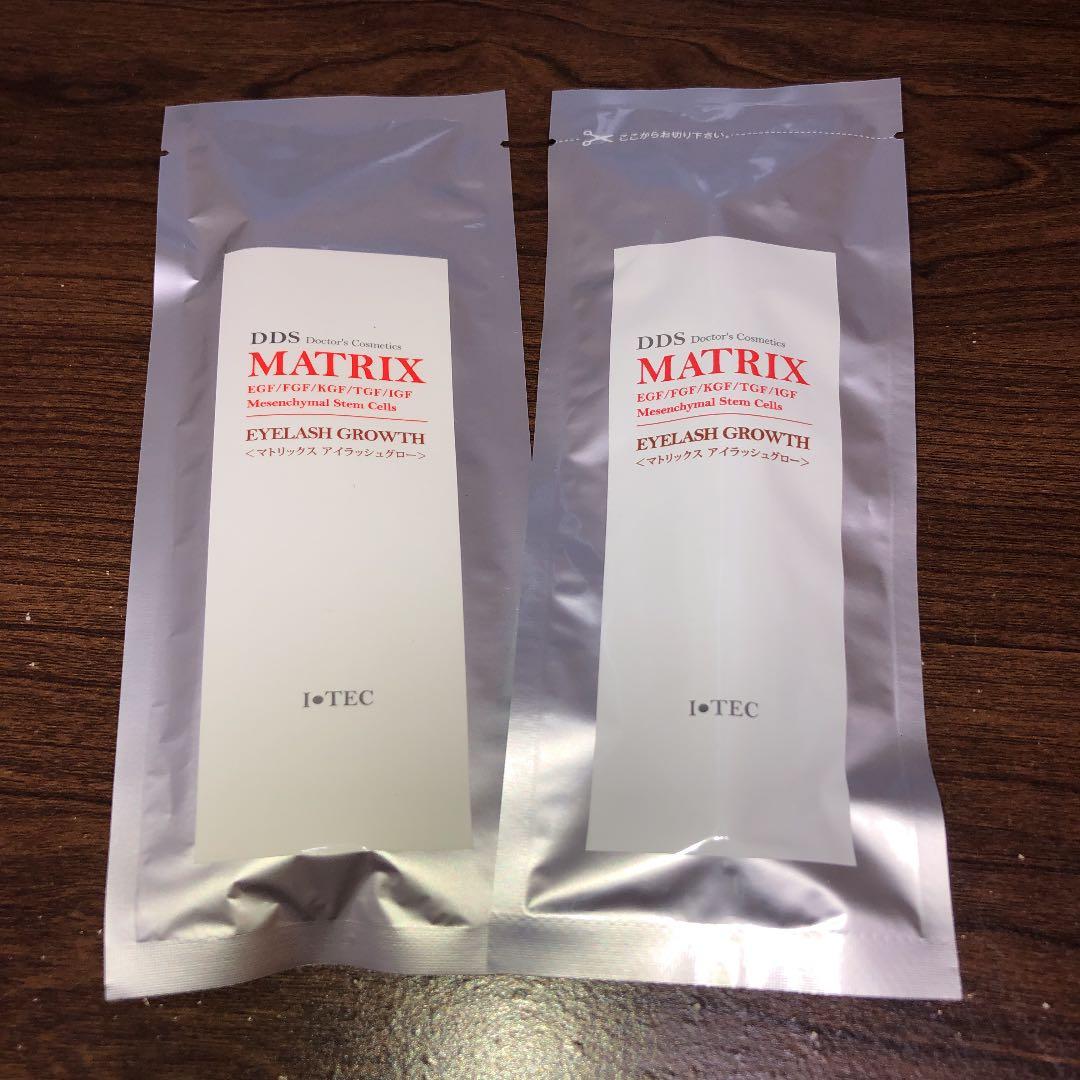 DDS Doctor's Cosmetics
MATRIX
EGF/FGF/KGF/TGF/IGF
Mesenchymal Stem Cells
EYELASH GROWTH
<マトリックス アイラッシュグロー>
I●TEC
ここからお切り下さい。
DDS Doctor's Cosmetics
MATRIX
EGF/FGF/KGF/TGF/IGF
Mesenchymal Stem Cells
EYELASH GROWTH
<マトリックス アイラッシュグロー>
I●TEC